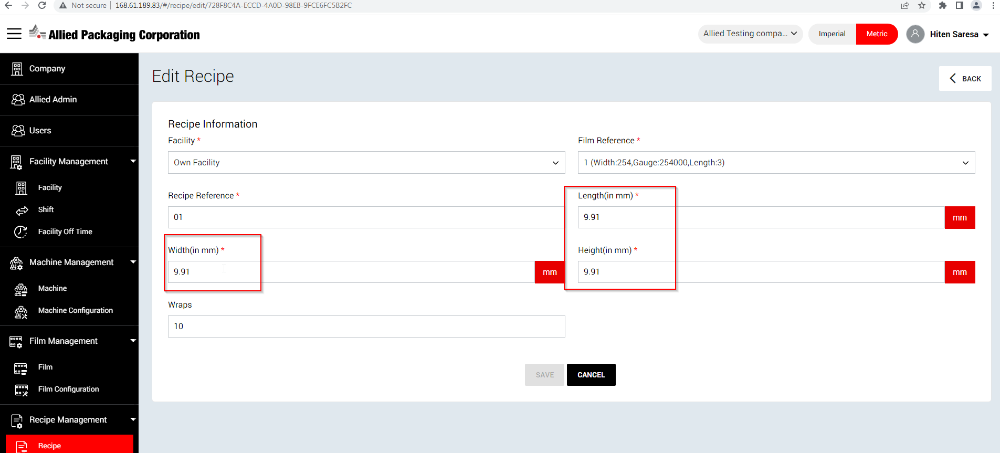 Not secure
168.61.189.83/#/recipe/edit/728F8C4A-ECCD-4A0D-98EB-9FCE6FC5B2FC
Allied Packaging Corporation
Allied Testing compa...
Imperial
Metric
Hiten Saresa
Company
Allied Admin
Users
Facility Management
Facility
Shift
Facility Off Time
Machine Management
Machine
Machine Configuration
Film Management
Film
Film Configuration
Recipe Management
Recipe
Edit Recipe
BACK
Recipe Information
Facility *
Own Facility
Film Reference *
1 (Width:254,Gauge:254000,Length:3)
Recipe Reference *
01
Length(in mm) *
9.91
mm
Width(in mm) *
9.91
mm
Height(in mm) *
9.91
mm
Wraps
10
SAVE
CANCEL